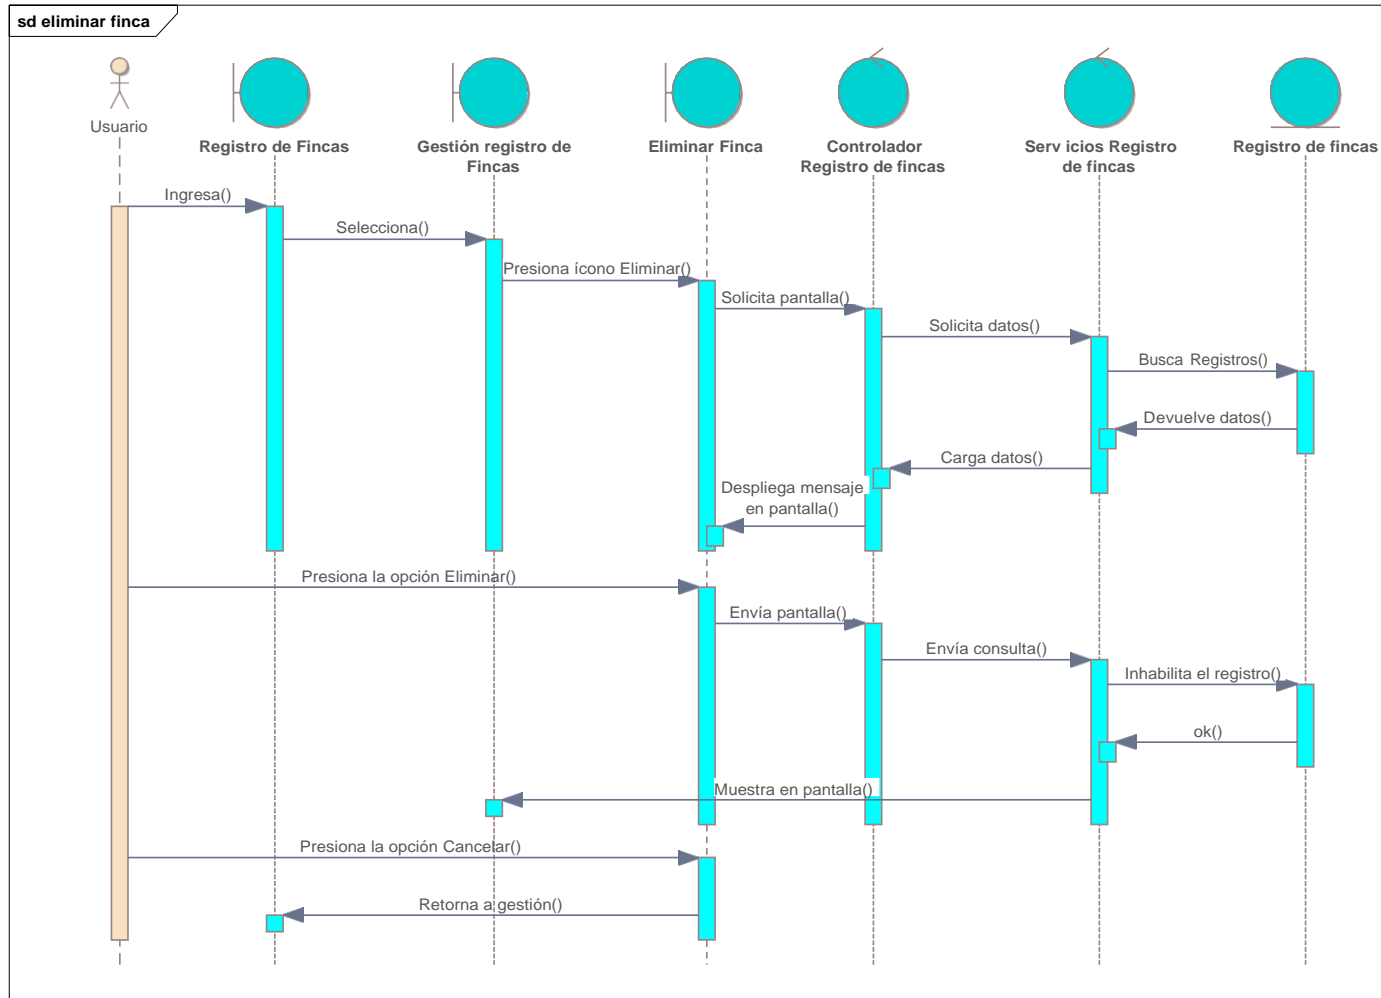 sd eliminar finca
Usuario
Registro de Fincas
Gestión registro de
Fincas
Eliminar Finca
Controlador
Registro de fincas
Serv icios Registro
de fincas
Registro de fincas
Ingresa()
Selecciona()
Presiona ícono Eliminar()
Solicita pantalla()
Solicita datos()
Busca Registros()
Devuelve datos()
Carga datos()
Despliega mensaje
en pantalla()
Presiona la opción Eliminar()
Envía pantalla()
Envía consulta()
Inhabilita el registro()
ok()
Muestra en pantalla()
Presiona la opción Cancelar()
Retorna a gestión()